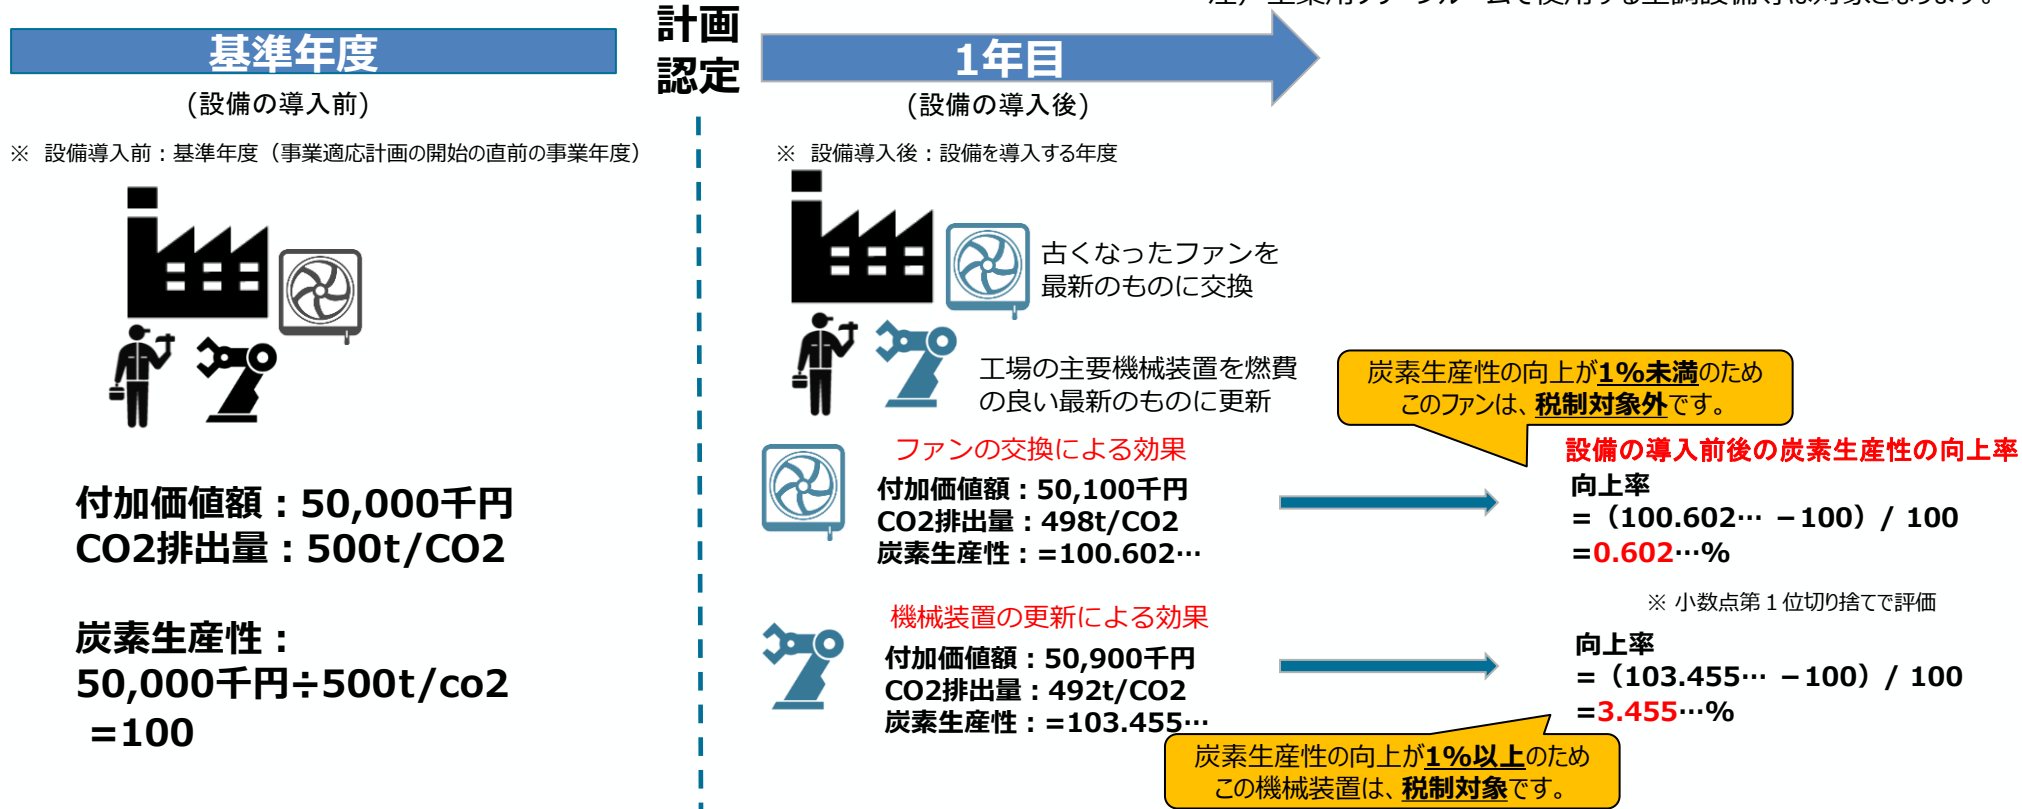 計画
認定
基準年度
(設備の導入前)
※ 設備導入前：基準年度（事業適応計画の開始の直前の事業年度）
付加価値額：50,000千円
CO2排出量：500t/CO2
炭素生産性：
50,000千円÷500t/co2
=100
1年目
(設備の導入後)
※ 設備導入後：設備を導入する年度
古くなったファンを
最新のものに交換
工場の主要機械装置を燃費
の良い最新のものに更新
炭素生産性の向上が1%未満のため
このファンは、税制対象外です。
ファンの交換による効果
付加価値額：50,100千円
CO2排出量：498t/CO2
炭素生産性：=100.602…
設備の導入前後の炭素生産性の向上率
向上率
=（100.602… －100）/ 100
=0.602…%
※ 小数点第１位切り捨てで評価
機械装置の更新による効果
付加価値額：50,900千円
CO2排出量：492t/CO2
炭素生産性：=103.455…
向上率
=（103.455… －100）/ 100
=3.455…%
炭素生産性の向上が1%以上のため
この機械装置は、税制対象です。